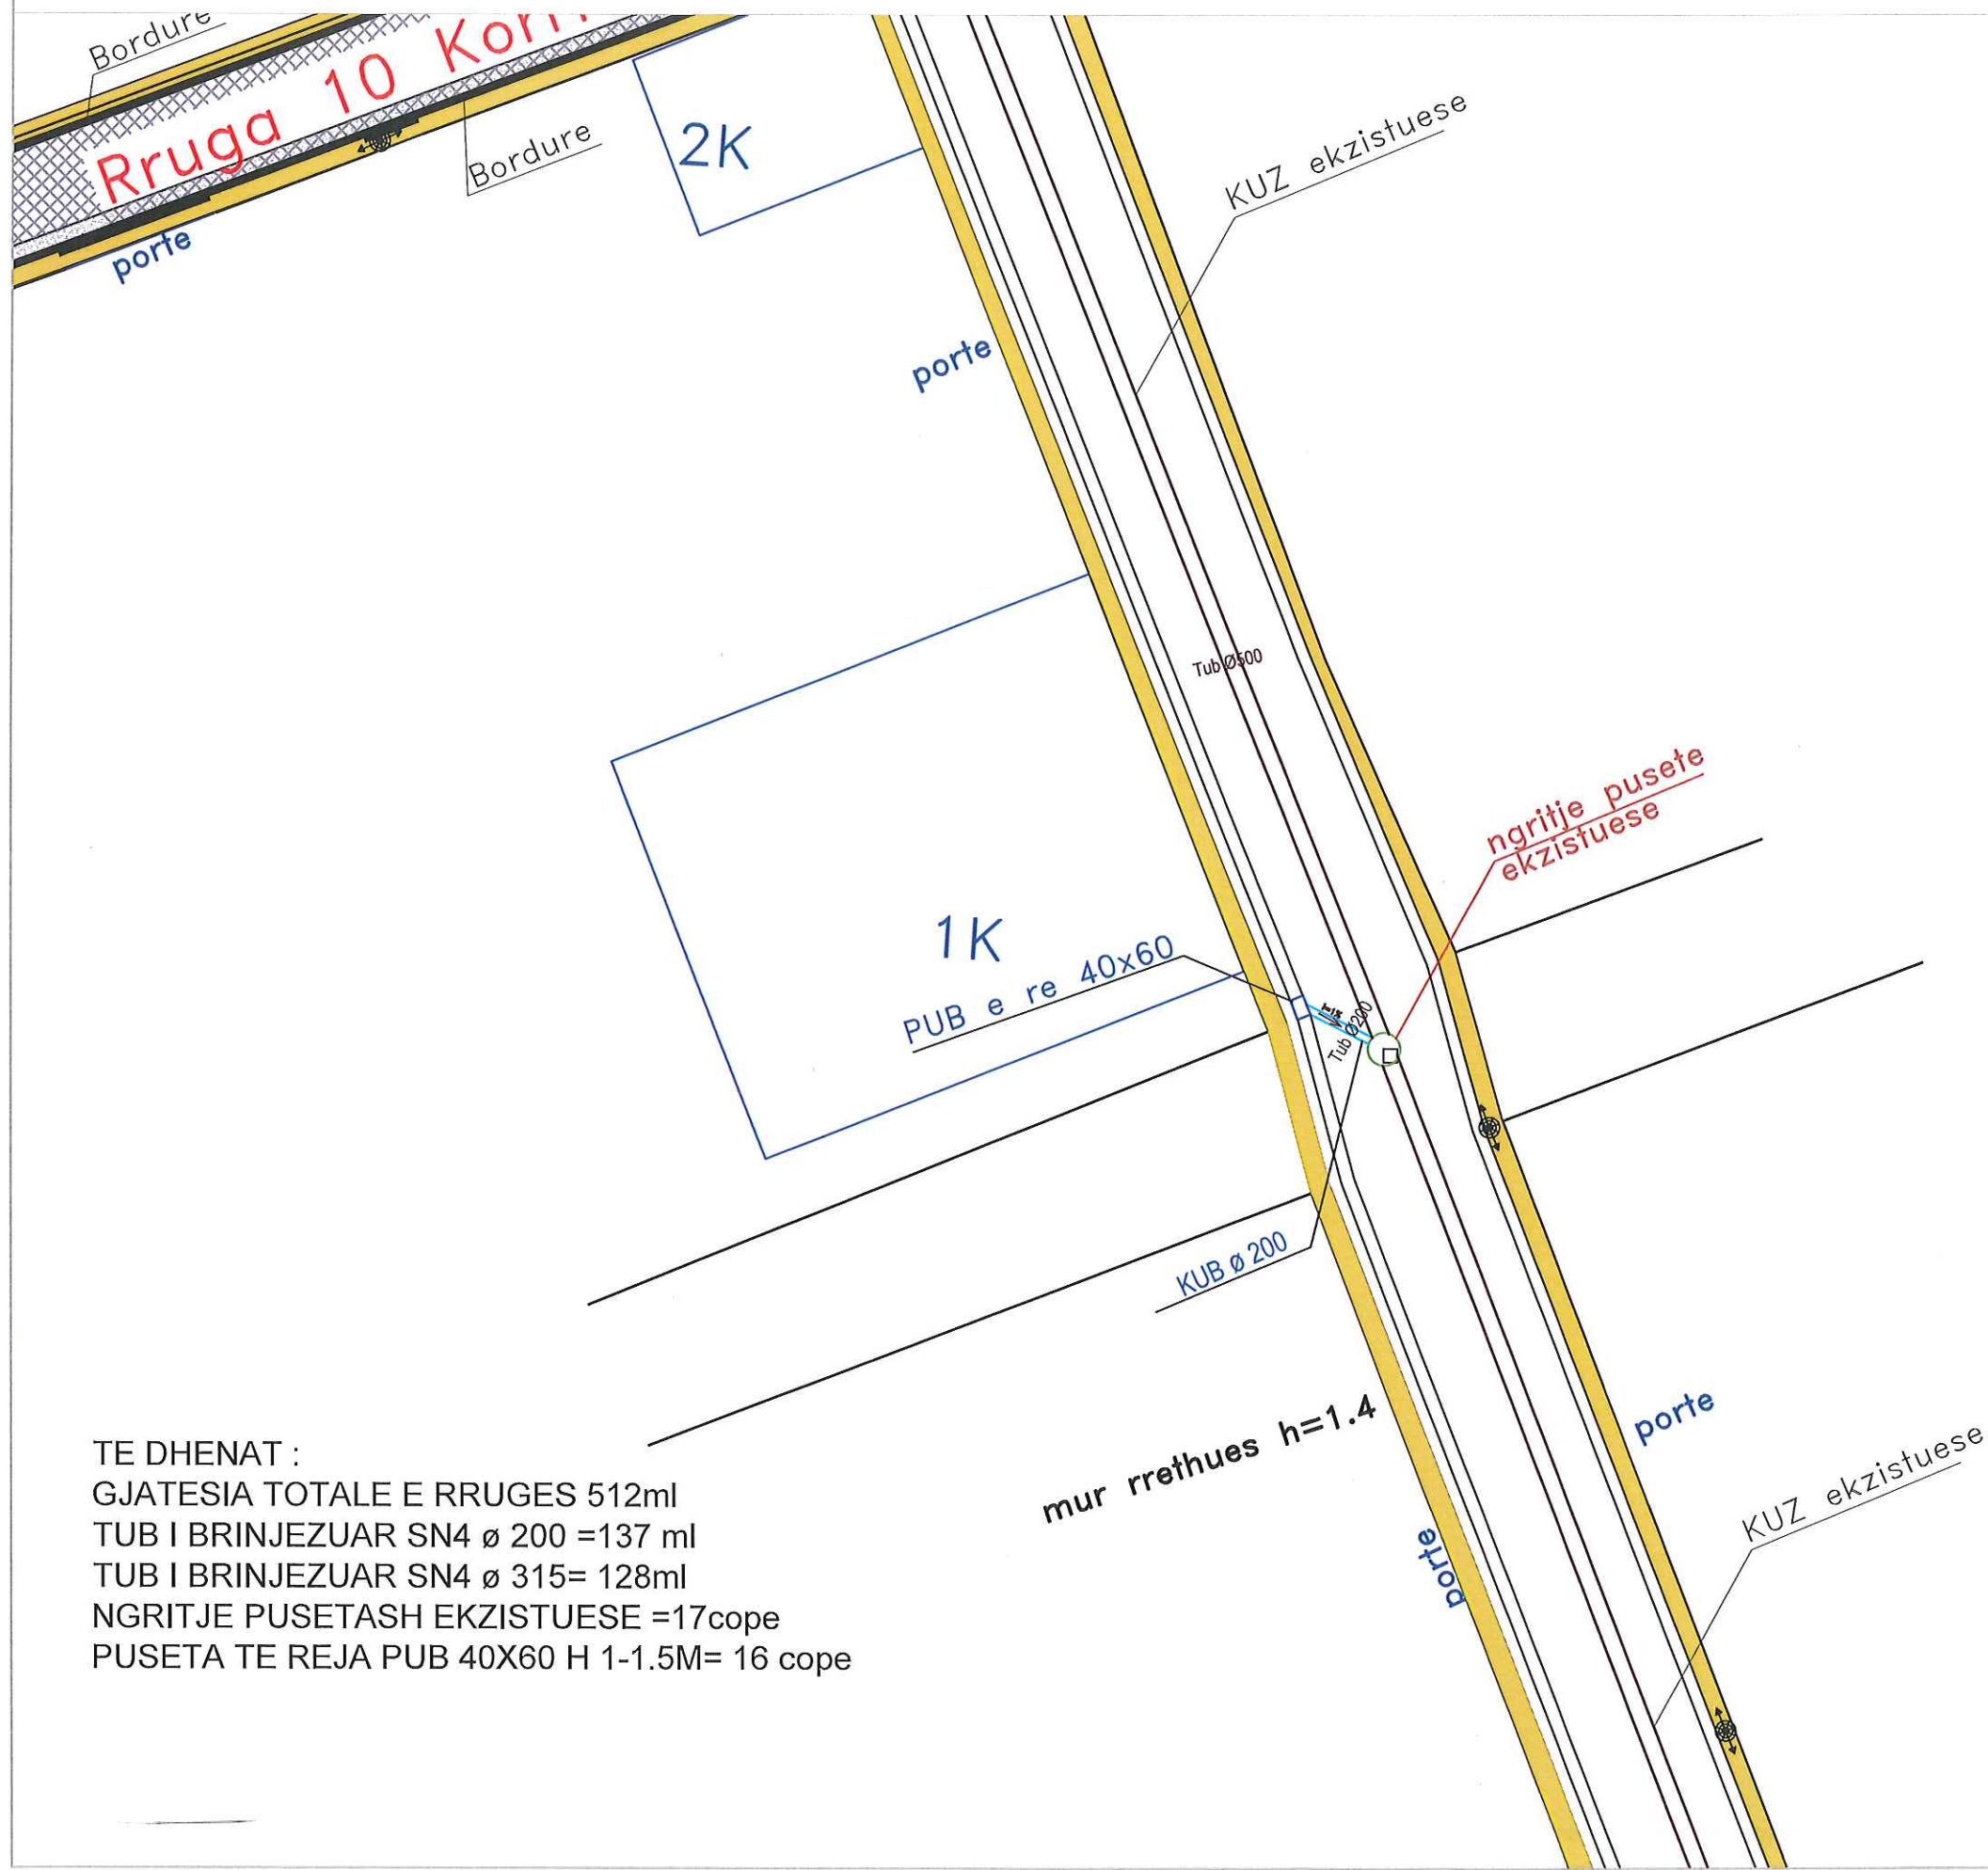 Bordure
Rruga 10
Bordure
2K
KUZ ekzistuese
porte
porte
Tub Ø500
ngritje pusete
ekzistuese
1K
PUB e re 40x60
Tub Ø200
KUB ø 200
mur rrethues h=1.4
porte
porte
KUZ ekzistuese
TE DHENAT :
GJATESIA TOTALE E RRUGES 512ml
TUB I BRINJEZUAR SN4 ø 200 =137 ml
TUB I BRINJEZUAR SN4 ø 315= 128ml
NGRITJE PUSETASH EKZISTUESE =17cope
PUSETA TE REJA PUB 40X60 H 1-1.5M= 16 cope